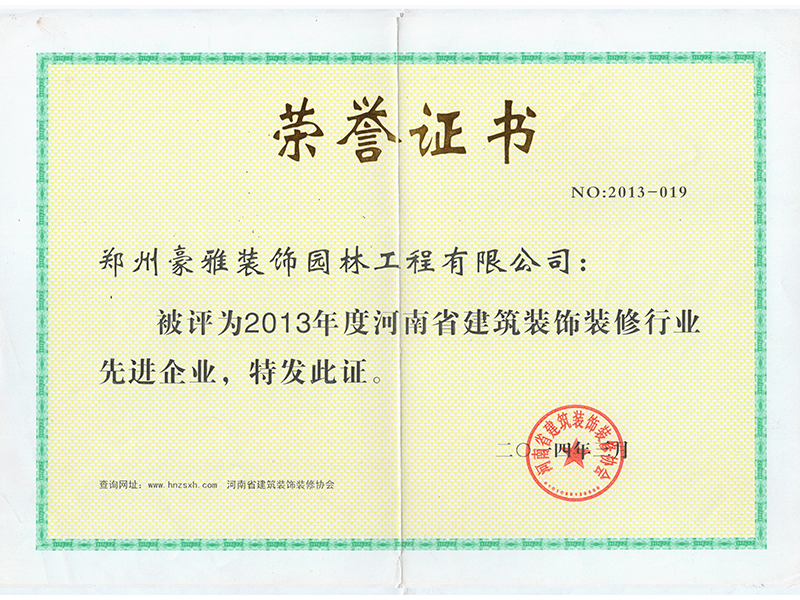 荣誉证书
NO:2013-019
郑州豪雅装饰园林工程有限公司：
被评为2013年度河南省建筑装饰装修行业
先进企业，特发此证。
河南省建筑装饰装修协会
二〇一四年 月
查询网址：www.hnzsxh.com 河南省建筑装饰装修协会